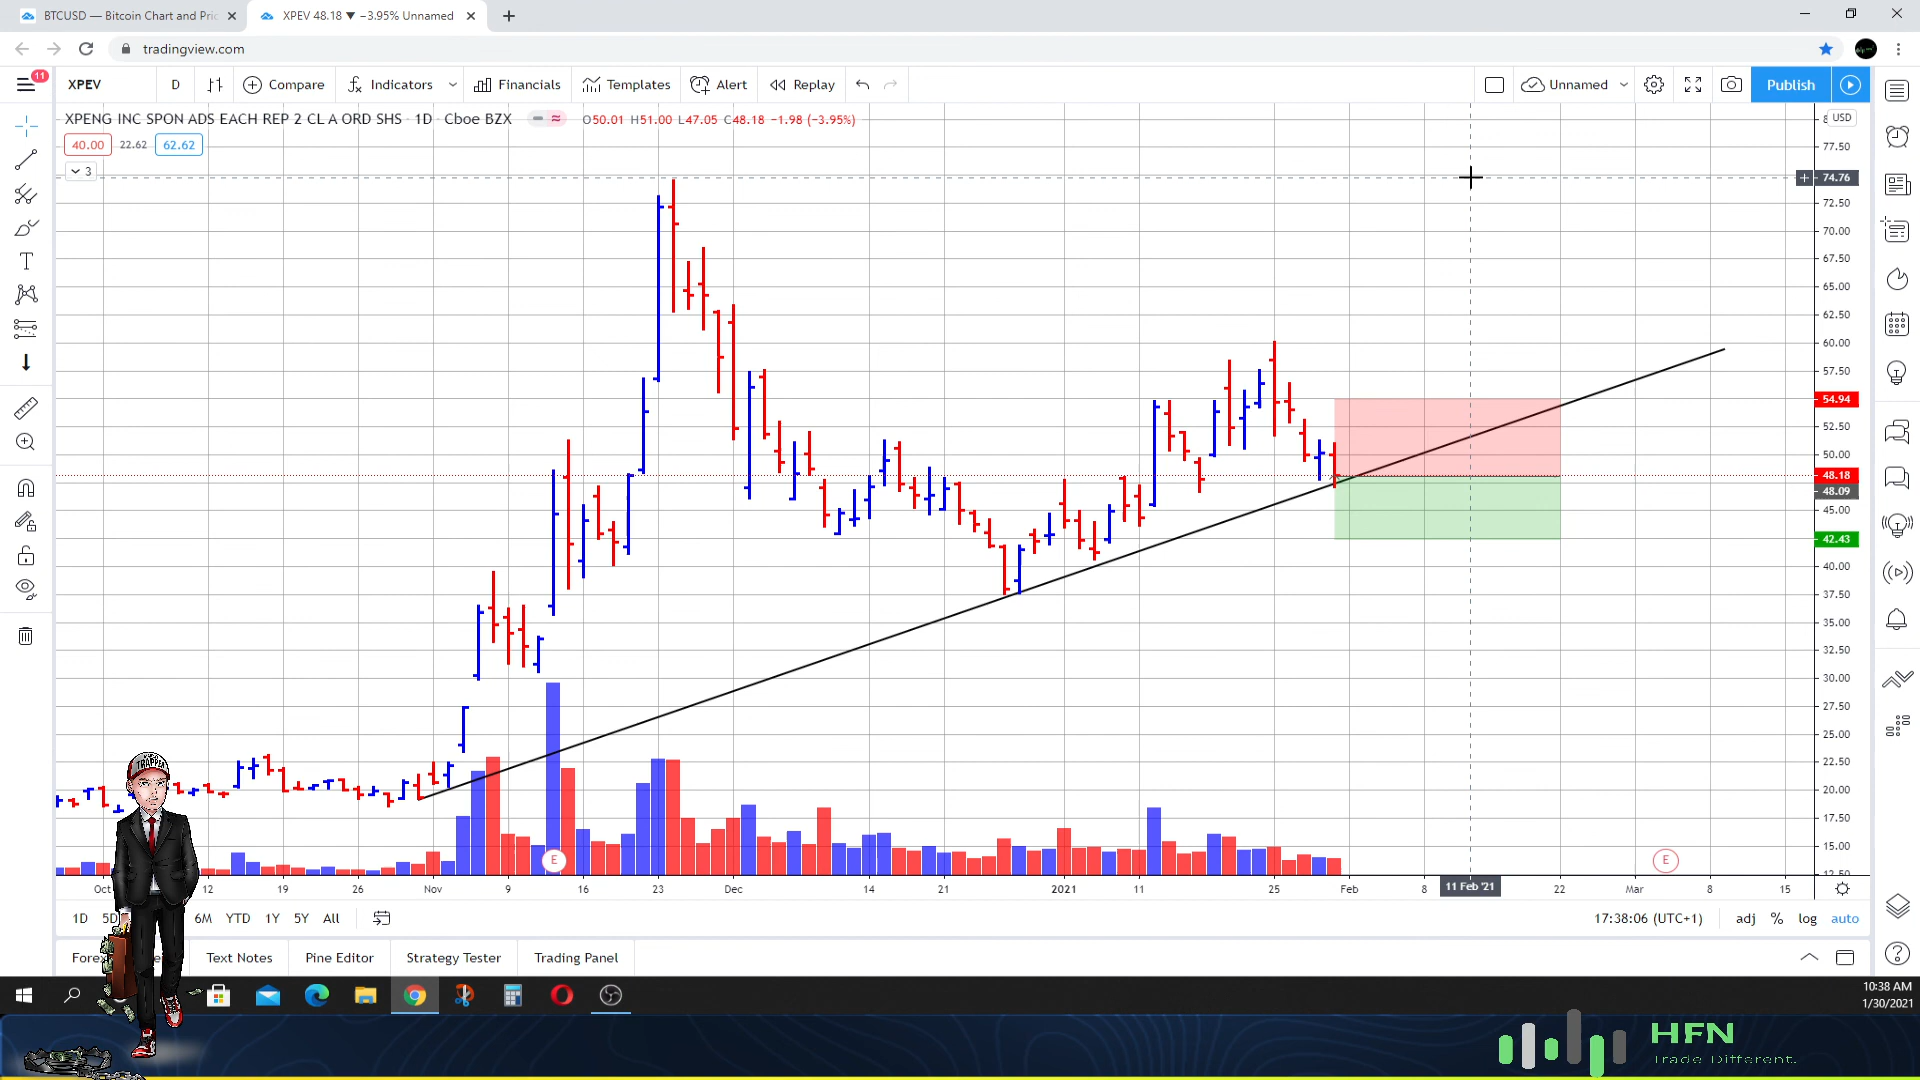 BTCUSD — Bitcoin Chart and Pric
XPEV 48.18 ▼ −3.95% Unnamed
tradingview.com
11
XPEV
D
Compare
Indicators
Financials
Templates
Alert
Replay
Unnamed
Publish
XPENG INC SPON ADS EACH REP 2 CL A ORD SHS · 1D · Cboe BZX
O50.01 H51.00 L47.05 C48.18 −1.98 (−3.95%)
USD
40.00 22.62 62.62
3
77.50
74.76
72.50
70.00
67.50
65.00
62.50
60.00
57.50
54.94
52.50
50.00
48.18
48.09
45.00
42.43
40.00
37.50
35.00
32.50
30.00
27.50
25.00
22.50
20.00
17.50
15.00
12.50
TRAPPER
E
E
Oct 12 19 26 Nov 9 16 23 Dec 14 21 2021 11 25 Feb 8 11 Feb '21 22 Mar 8 15
1D 5D 6M YTD 1Y 5Y All
17:38:06 (UTC+1) adj % log auto
Text Notes
Pine Editor
Strategy Tester
Trading Panel
10:38 AM
1/30/2021
HFN
Trade Different.